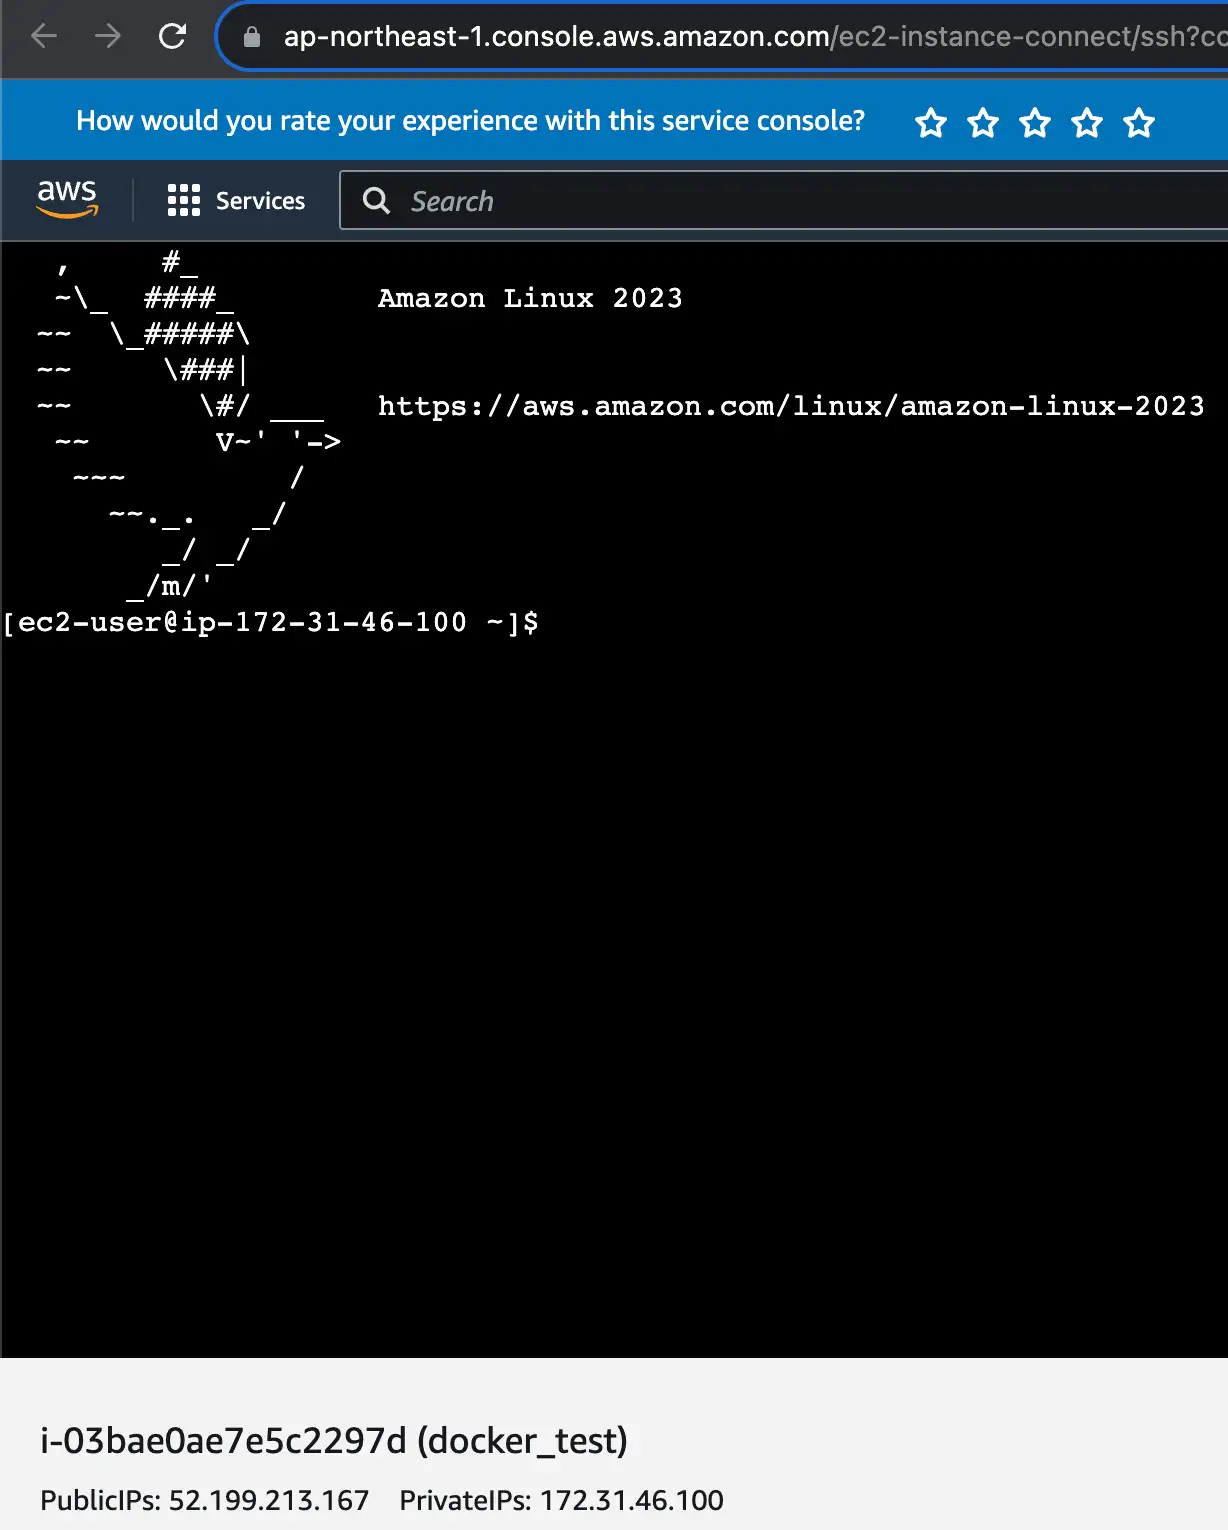 ap-northeast-1.console.aws.amazon.com/ec2-instance-connect/ssh?cc
How would you rate your experience with this service console?
aws Services Search
   ,     #_
   ~\_  ####_        Amazon Linux 2023
  ~~  \_#####\
  ~~     \###|
  ~~       \#/ ___   https://aws.amazon.com/linux/amazon-linux-2023
   ~~       V~' '->
    ~~~         /
      ~~._.   _/
         _/ _/
       _/m/'
[ec2-user@ip-172-31-46-100 ~]$
i-03bae0ae7e5c2297d (docker_test)
PublicIPs: 52.199.213.167 PrivateIPs: 172.31.46.100